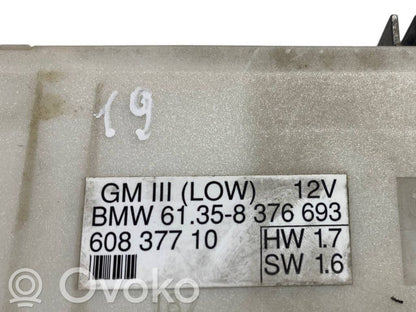 19
GM III (LOW) 12V
BMW 61.35-8 376 693
608 377 10 HW 1.7
SW 1.6
Ovoko